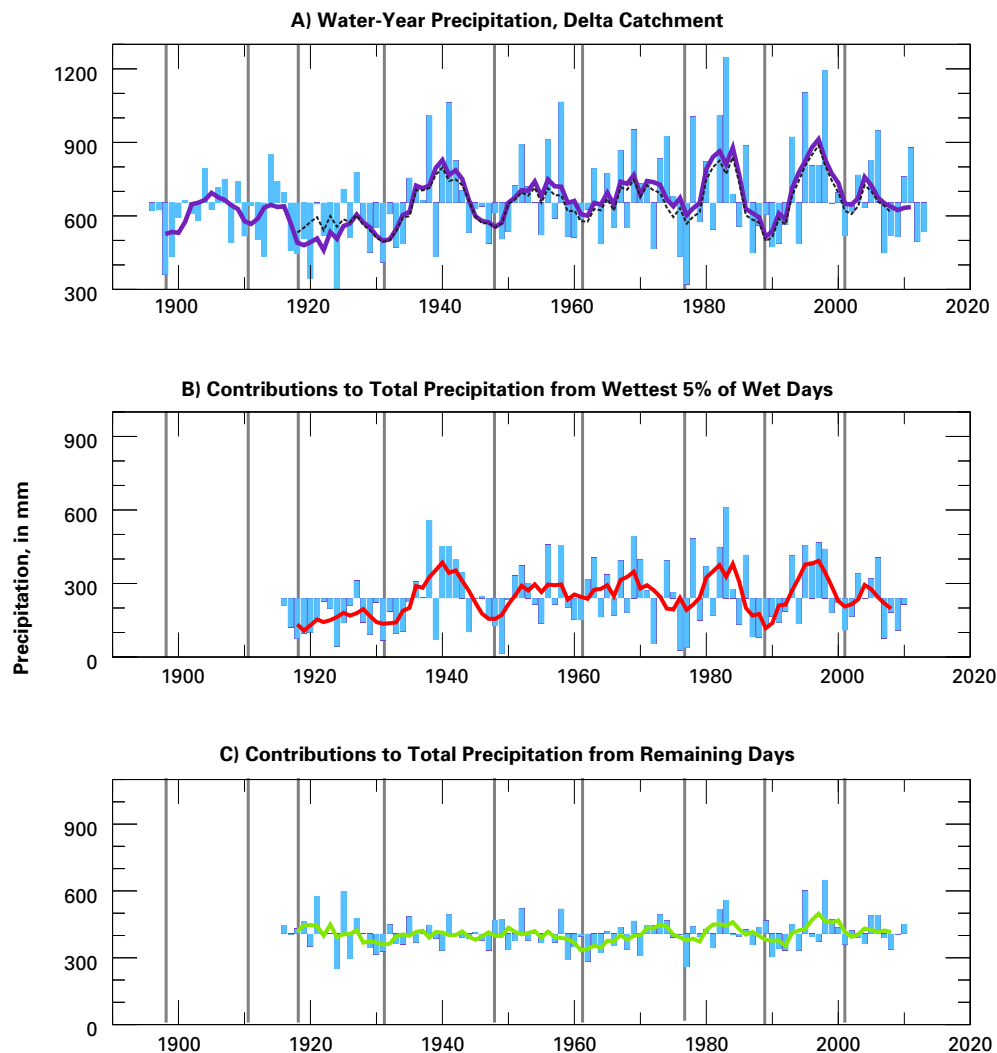 A) Water-Year Precipitation, Delta Catchment
1200
900
600
300
1900 1920 1940 1960 1980 2000 2020
B) Contributions to Total Precipitation from Wettest 5% of Wet Days
Precipitation, in mm
900
600
300
0
1900 1920 1940 1960 1980 2000 2020
C) Contributions to Total Precipitation from Remaining Days
900
600
300
0
1900 1920 1940 1960 1980 2000 2020